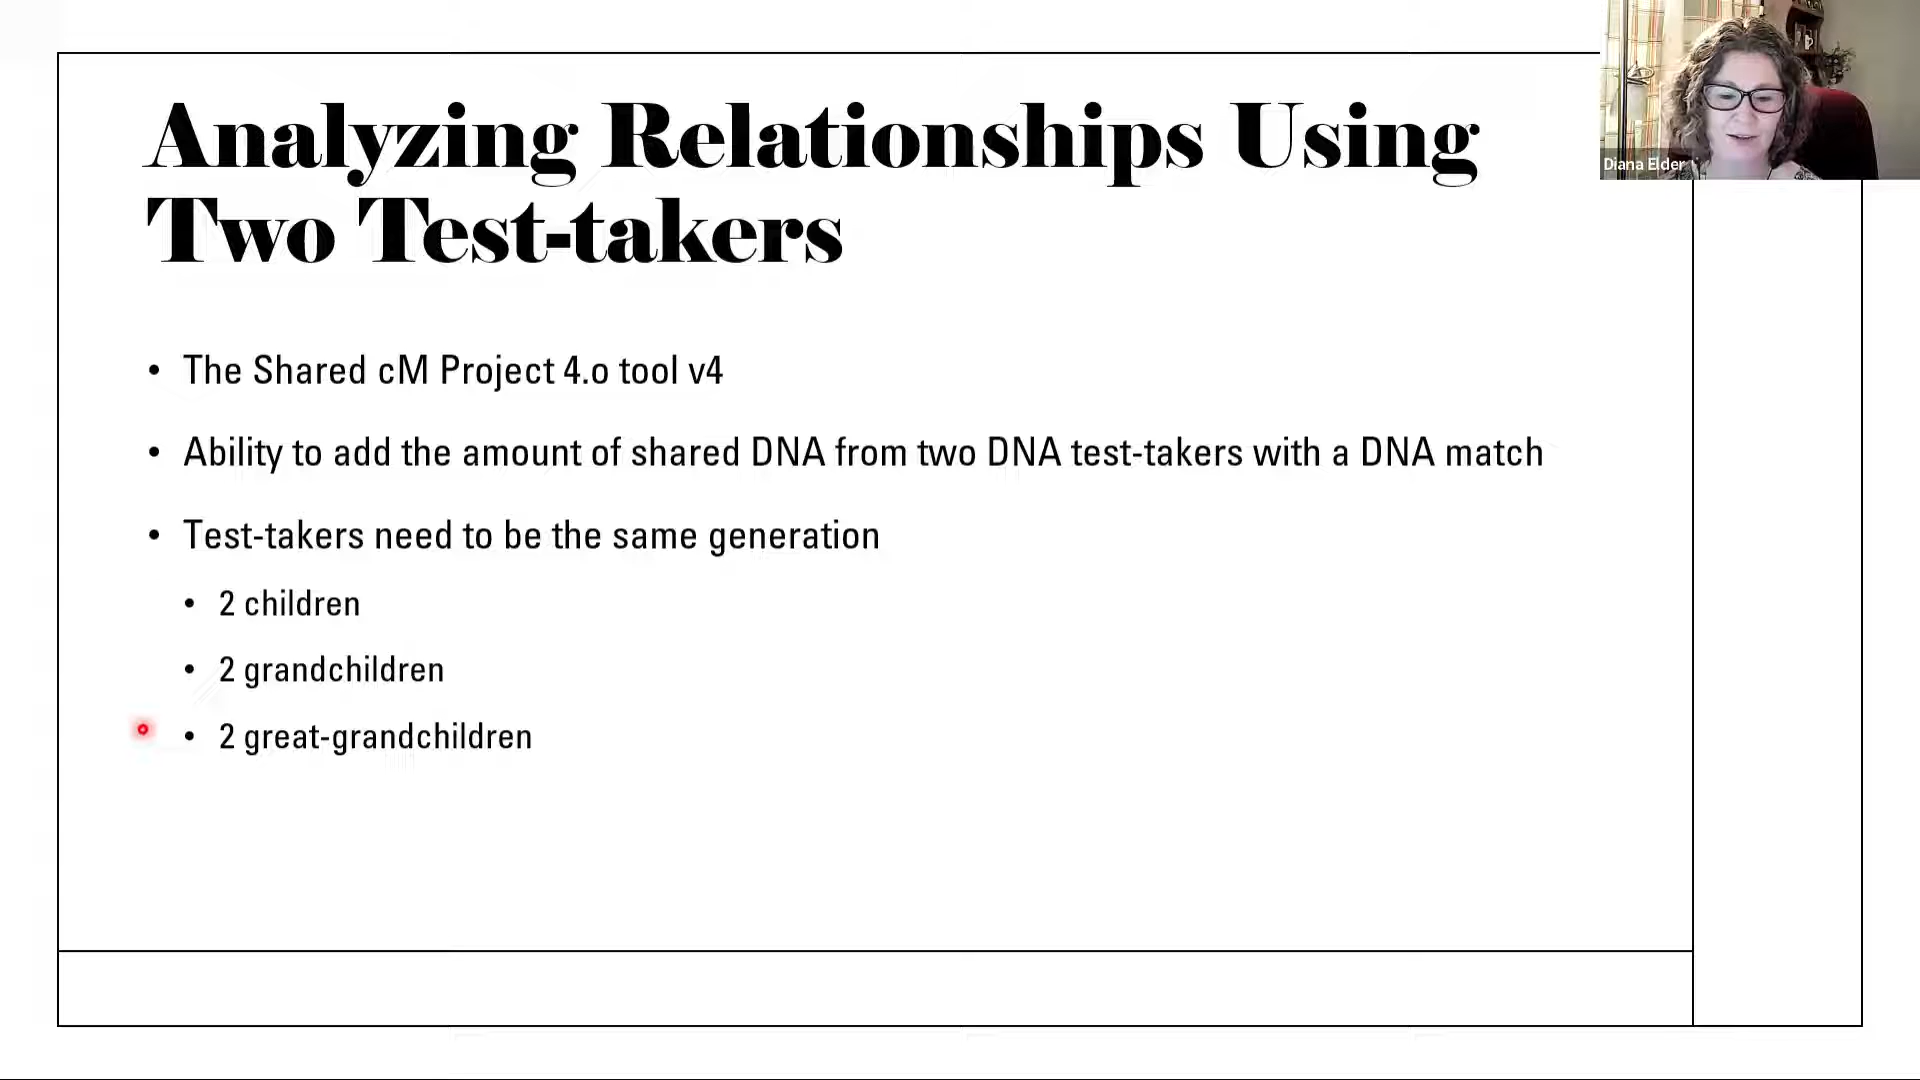 Analyzing Relationships Using
Two Test-takers
• The Shared cM Project 4.0 tool v4
• Ability to add the amount of shared DNA from two DNA test-takers with a DNA match
• Test-takers need to be the same generation
• 2 children
• 2 grandchildren
• 2 great-grandchildren
Diana Elder